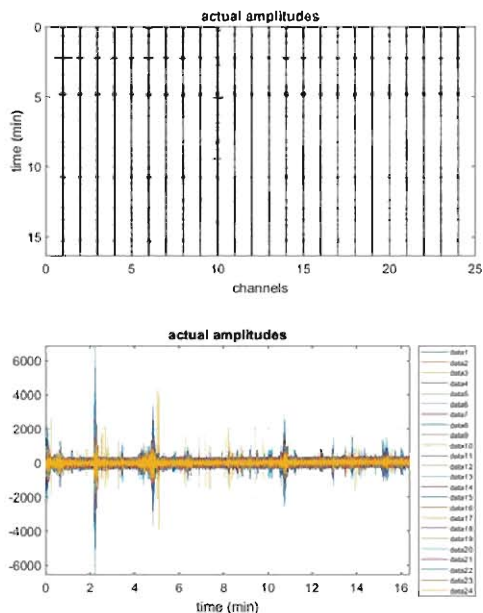 actual amplitudes
0
5
10
15
time (min)
0 5 10 15 20 25
channels
actual amplitudes
6000
4000
2000
0
-2000
-4000
-6000
0 2 4 6 8 10 12 14 16
time (min)
data1
data2
data3
data4
data5
data6
data7
data8
data9
data10
data11
data12
data13
data14
data15
data16
data17
data18
data19
data20
data21
data22
data23
data24